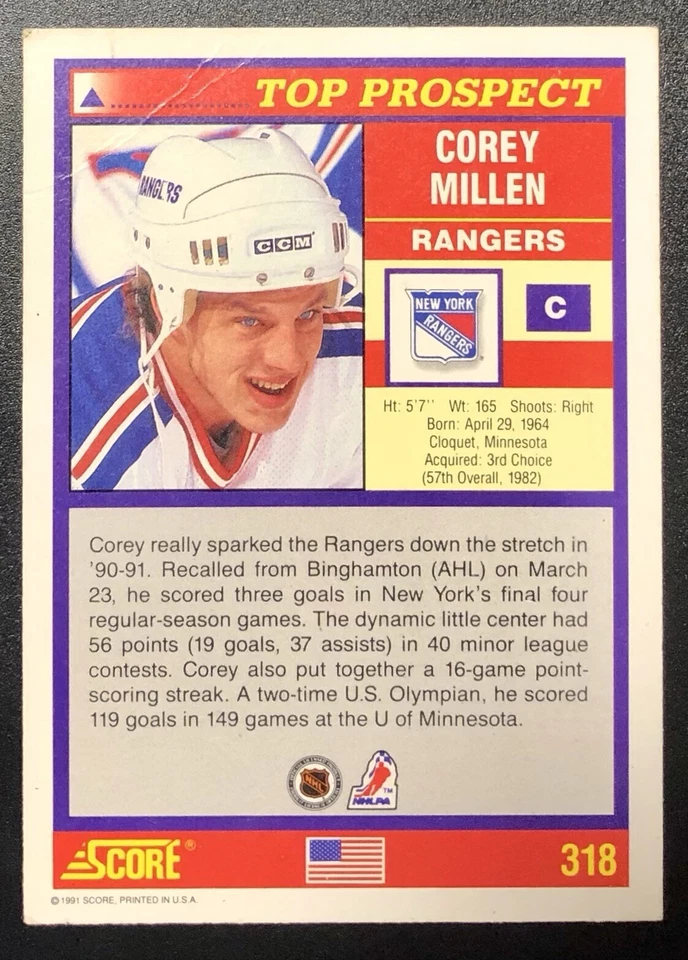 TOP PROSPECT
RANGERS
CCM
COREY
MILLEN
RANGERS
NEW YORK
RANGERS
C
Ht: 5'7'' Wt: 165 Shoots: Right
Born: April 29, 1964
Cloquet, Minnesota
Acquired: 3rd Choice
(57th Overall, 1982)
Corey really sparked the Rangers down the stretch in
'90-91. Recalled from Binghamton (AHL) on March
23, he scored three goals in New York's final four
regular-season games. The dynamic little center had
56 points (19 goals, 37 assists) in 40 minor league
contests. Corey also put together a 16-game point-
scoring streak. A two-time U.S. Olympian, he scored
119 goals in 149 games at the U of Minnesota.
NHL
NHLPA TM
SCORE®
318
©1991 SCORE, PRINTED IN U.S.A.